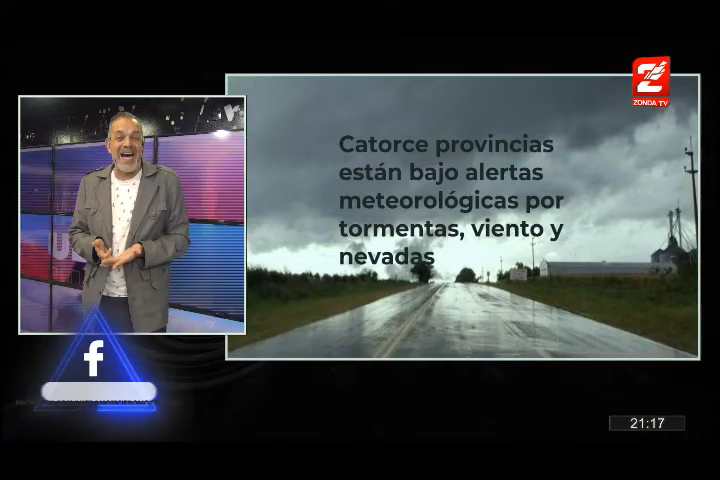 ZONDA TV
Catorce provincias
están bajo alertas
meteorológicas por
tormentas, viento y
nevadas
21:17